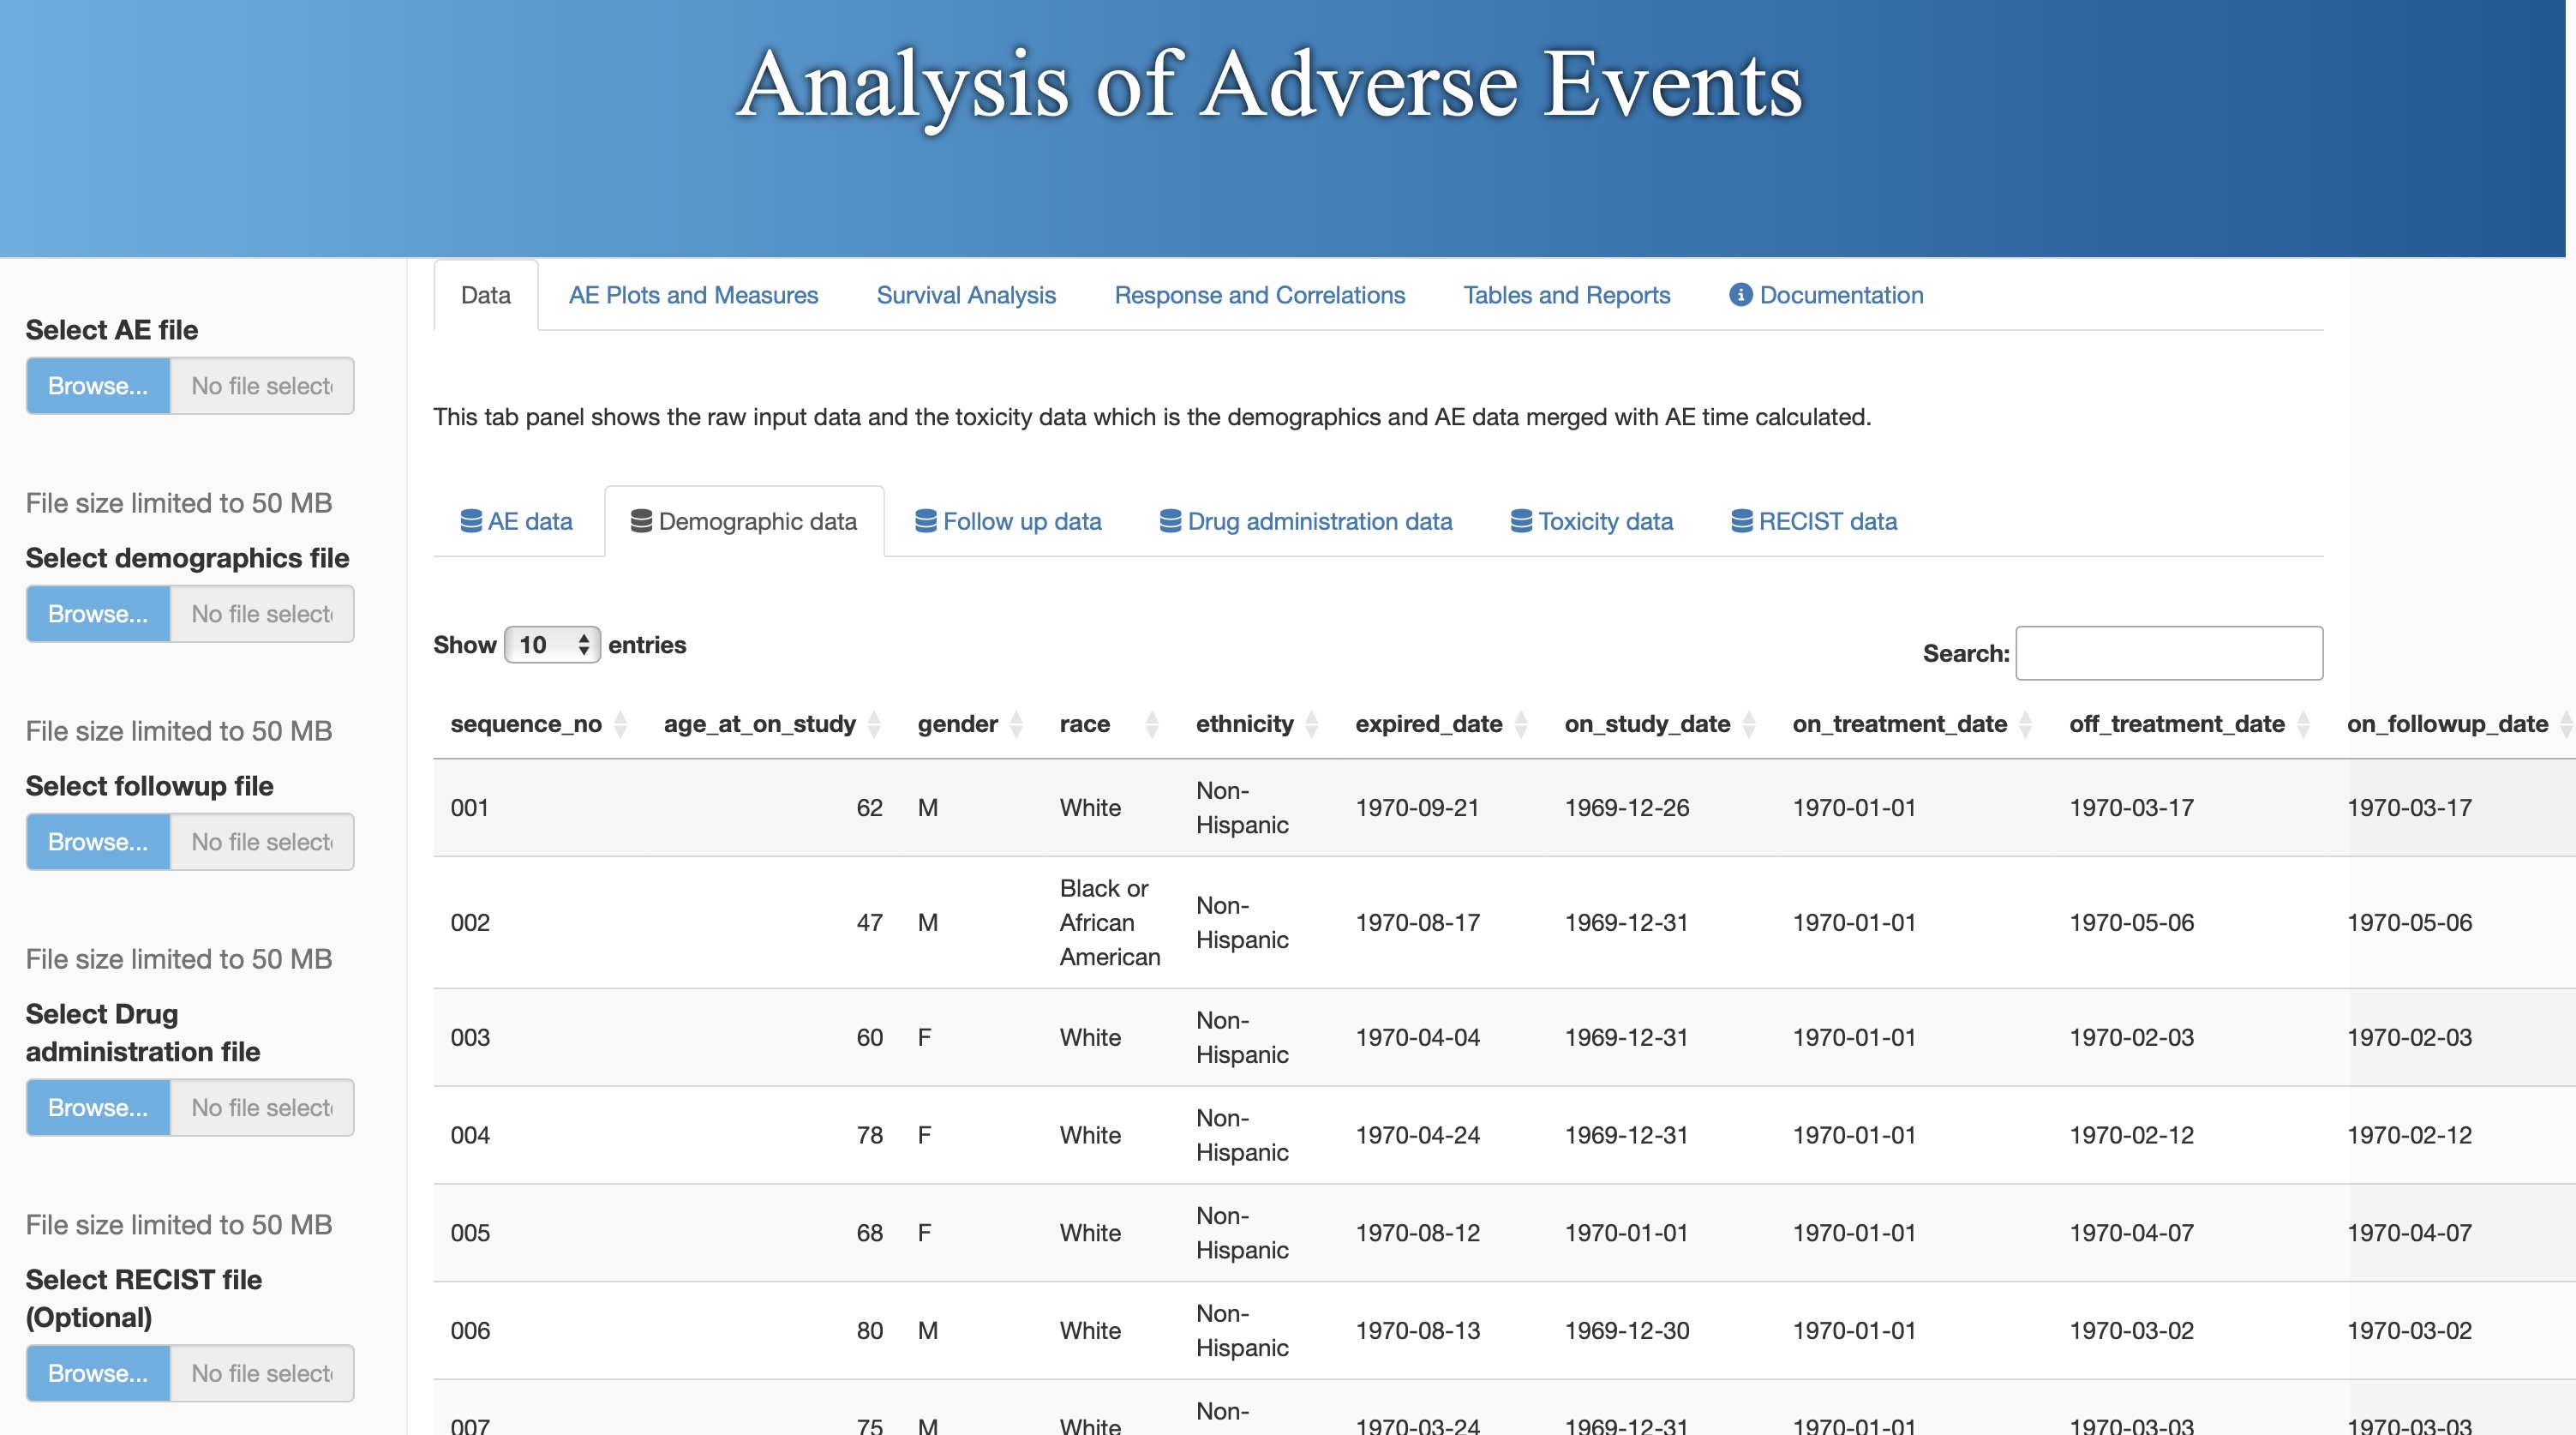 Analysis of Adverse Events
Data AE Plots and Measures Survival Analysis Response and Correlations Tables and Reports Documentation
Select AE file
Browse... No file select
This tab panel shows the raw input data and the toxicity data which is the demographics and AE data merged with AE time calculated.
File size limited to 50 MB
AE data Demographic data Follow up data Drug administration data Toxicity data RECIST data
Select demographics file
Browse... No file select
Show 10 entries
Search:
File size limited to 50 MB
sequence_no age_at_on_study gender race ethnicity expired_date on_study_date on_treatment_date off_treatment_date on_followup_date
Select followup file
Browse... No file select
001 62 M White Non-Hispanic 1970-09-21 1969-12-26 1970-01-01 1970-03-17 1970-03-17
002 47 M Black or African American Non-Hispanic 1970-08-17 1969-12-31 1970-01-01 1970-05-06 1970-05-06
File size limited to 50 MB
Select Drug
administration file
Browse... No file select
003 60 F White Non-Hispanic 1970-04-04 1969-12-31 1970-01-01 1970-02-03 1970-02-03
004 78 F White Non-Hispanic 1970-04-24 1969-12-31 1970-01-01 1970-02-12 1970-02-12
File size limited to 50 MB
005 68 F White Non-Hispanic 1970-08-12 1970-01-01 1970-01-01 1970-04-07 1970-04-07
Select RECIST file
(Optional)
Browse... No file select
006 80 M White Non-Hispanic 1970-08-13 1969-12-30 1970-01-01 1970-03-02 1970-03-02
007 75 M White Non- 1970-03-24 1969-12-31 1970-01-01 1970-03-03 1970-03-03